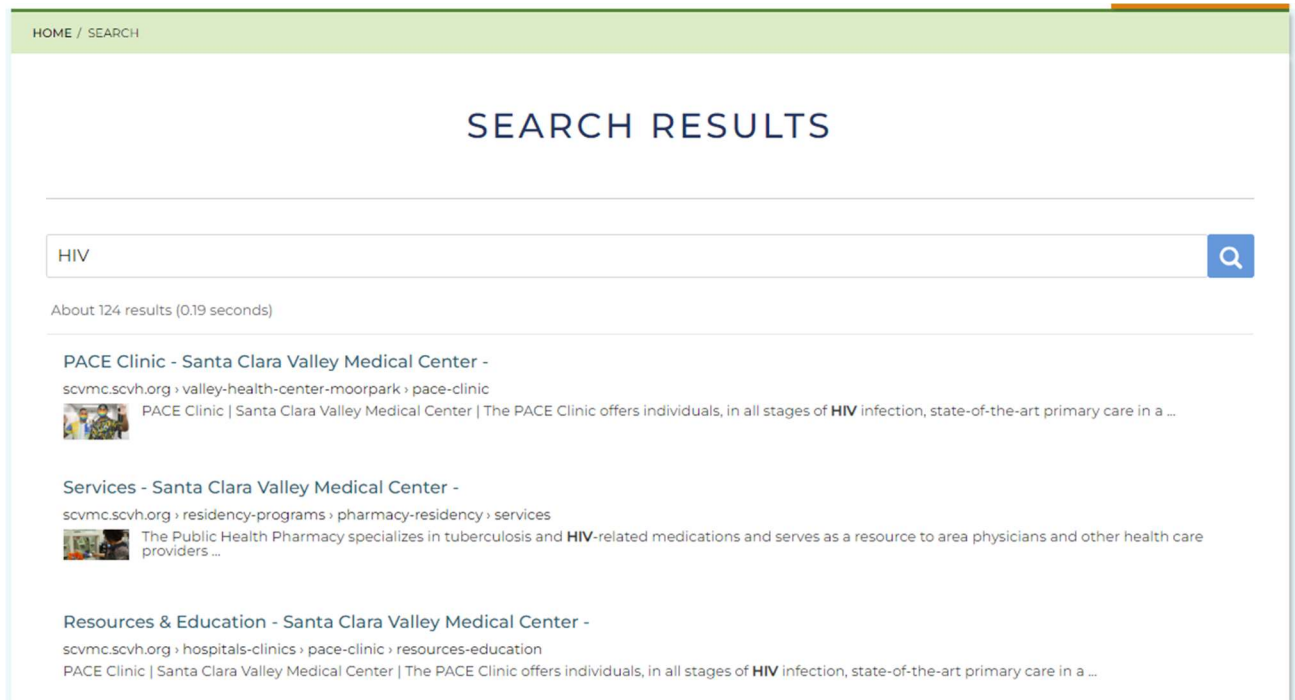 HOME / SEARCH
SEARCH RESULTS
HIV
About 124 results (0.19 seconds)
PACE Clinic - Santa Clara Valley Medical Center -
scvmc.scvh.org › valley-health-center-moorpark › pace-clinic
PACE Clinic | Santa Clara Valley Medical Center | The PACE Clinic offers individuals, in all stages of HIV infection, state-of-the-art primary care in a ...
Services - Santa Clara Valley Medical Center -
scvmc.scvh.org › residency-programs › pharmacy-residency › services
The Public Health Pharmacy specializes in tuberculosis and HIV-related medications and serves as a resource to area physicians and other health care
providers ...
Resources & Education - Santa Clara Valley Medical Center -
scvmc.scvh.org › hospitals-clinics › pace-clinic › resources-education
PACE Clinic | Santa Clara Valley Medical Center | The PACE Clinic offers individuals, in all stages of HIV infection, state-of-the-art primary care in a ...